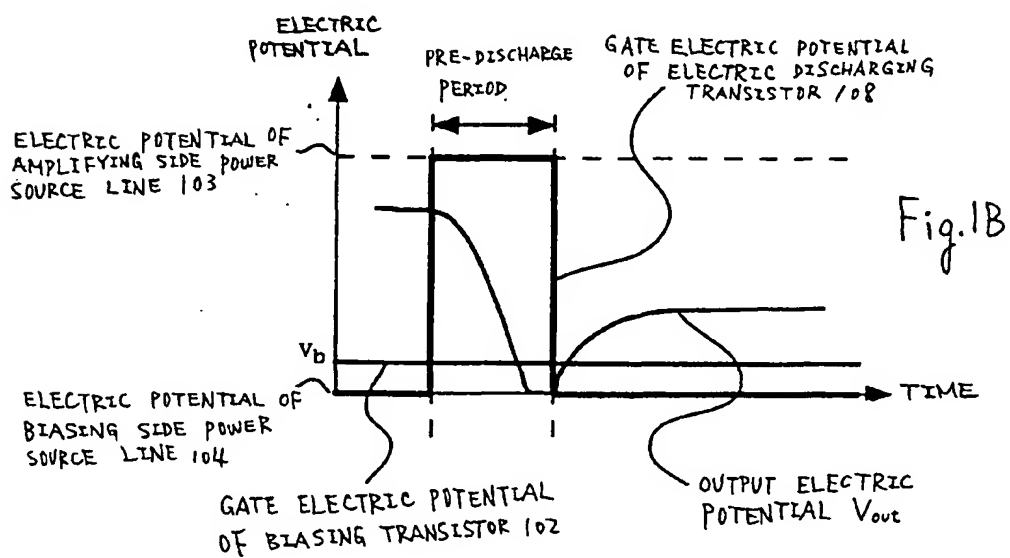 ELECTRIC
POTENTIAL
PRE-DISCHARGE
PERIOD
GATE ELECTRIC POTENTIAL
OF ELECTRIC DISCHARGING
TRANSISTOR 108
ELECTRIC POTENTIAL OF
AMPLIFYING SIDE POWER
SOURCE LINE 103
Fig.1B
Vb
ELECTRIC POTENTIAL OF
BIASING SIDE POWER
SOURCE LINE 104
TIME
GATE ELECTRIC POTENTIAL
OF BIASING TRANSISTOR 102
OUTPUT ELECTRIC
POTENTIAL Vout